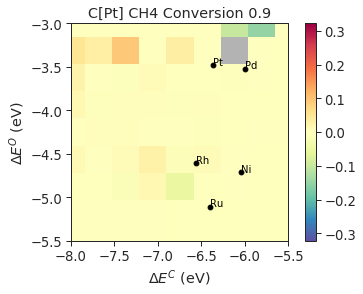 C[Pt] CH4 Conversion 0.9
ΔE^O (eV)
−3.0
−3.5
−4.0
−4.5
−5.0
−5.5
Pt
Pd
Rh
Ni
Ru
−8.0 −7.5 −7.0 −6.5 −6.0 −5.5
ΔE^C (eV)
0.3
0.2
0.1
0.0
−0.1
−0.2
−0.3